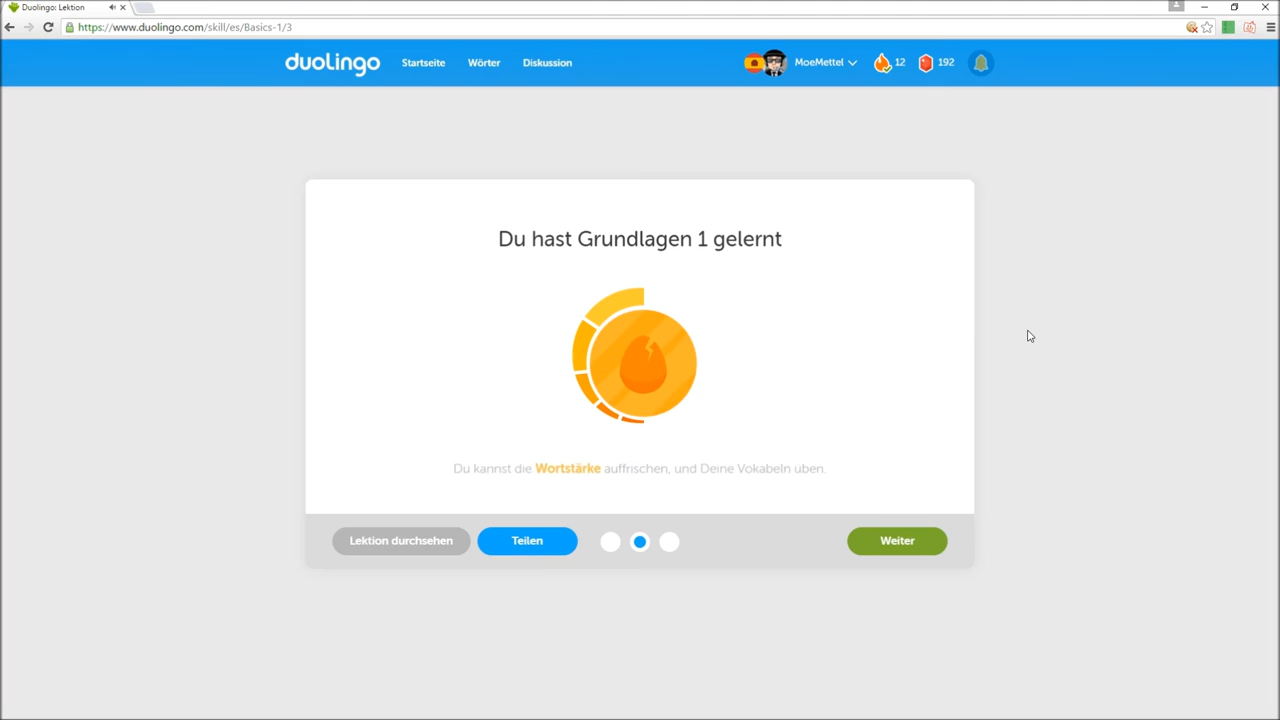 Duolingo: Lektion
https://www.duolingo.com/skill/es/Basics-1/3
duolingo
Startseite
Wörter
Diskussion
MoeMettel
12
192
Du hast Grundlagen 1 gelernt
Du kannst die Wortstärke auffrischen, und Deine Vokabeln üben.
Lektion durchsehen
Teilen
Weiter